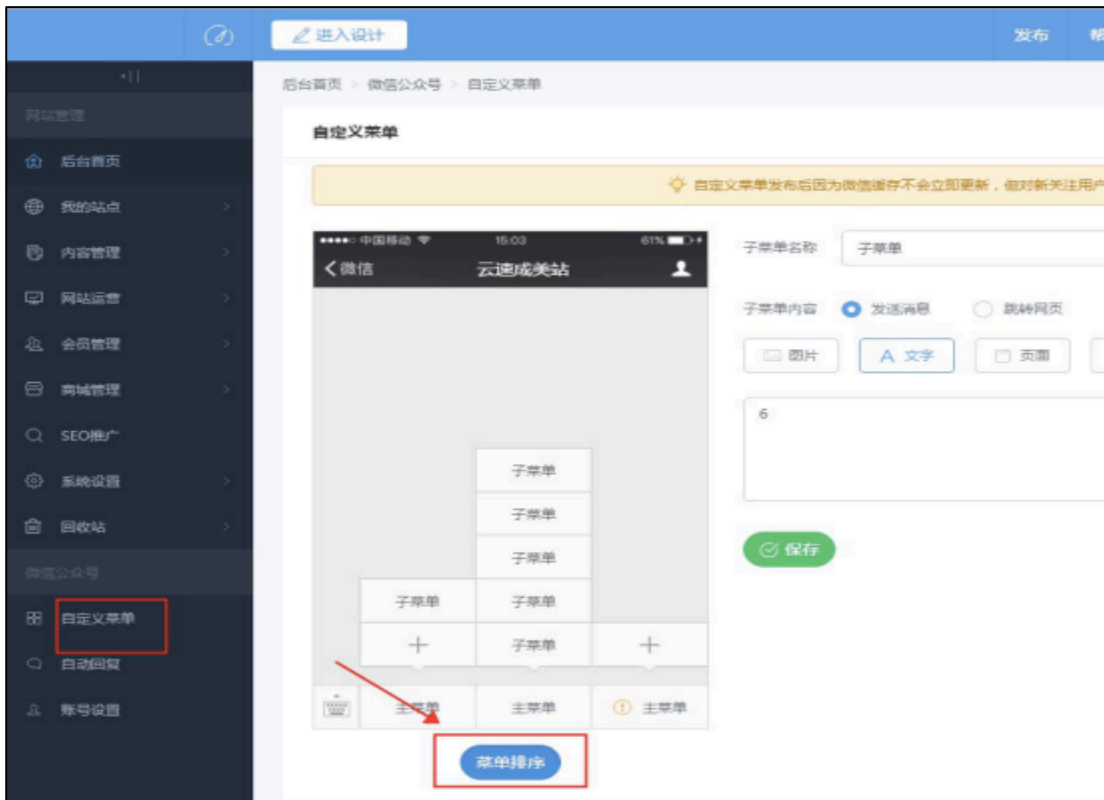 进入设计
发布
后台首页 > 微信公众号 > 自定义菜单
网站管理
自定义菜单
后台首页
自定义菜单发布后因为微信缓存不会立即更新，但对新关注用户
我的站点
内容管理
网站运营
会员管理
商城管理
SEO推广
系统设置
回收站
微信公众号
自定义菜单
自动回复
账号设置
中国移动 15:03 61%
微信 云速成美站
子菜单
子菜单
子菜单
子菜单 子菜单
子菜单
主菜单 主菜单 主菜单
菜单排序
子菜单名称 子菜单
子菜单内容 发送消息 跳转网页
图片 A 文字 页面
6
保存